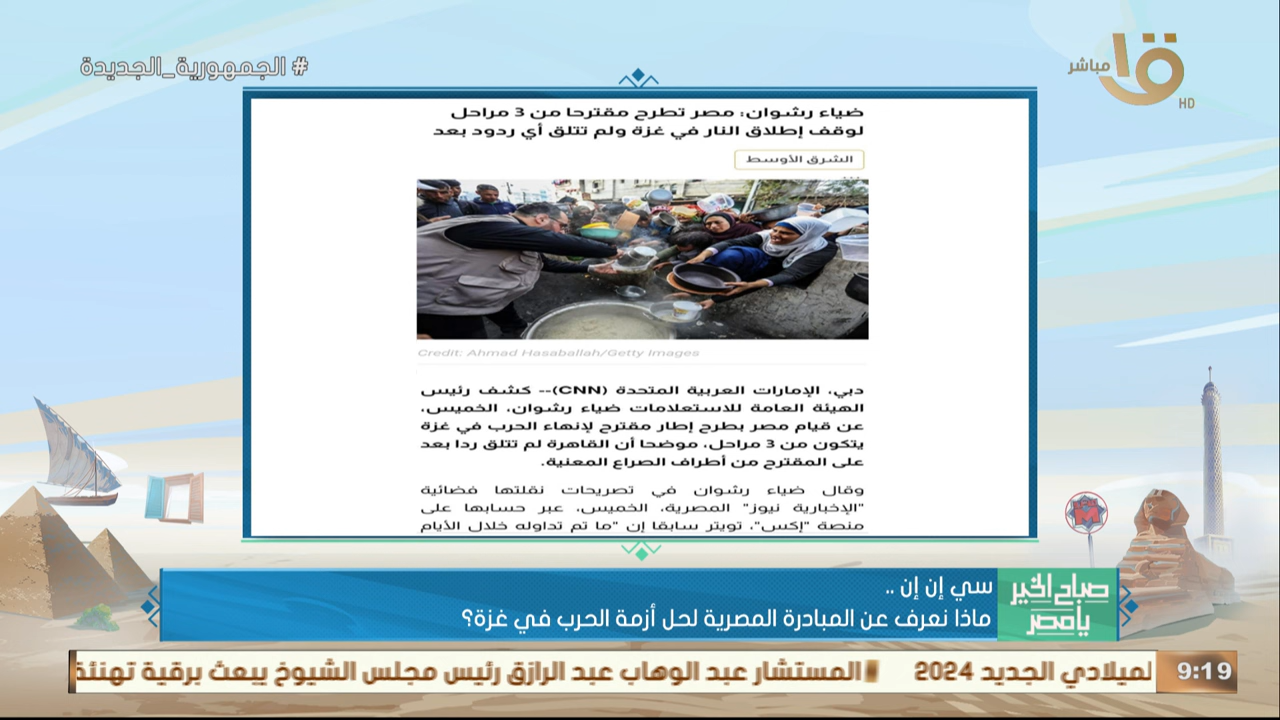 # الجمهورية_الجديدة
مباشر
HD
ضياء رشوان: مصر تطرح مقترحا من 3 مراحل
لوقف إطلاق النار في غزة ولم تتلق أي ردود بعد
الشرق الأوسط
Credit: Ahmad Hasaballah/Getty Images
دبي، الإمارات العربية المتحدة (CNN)-- كشف رئيس
الهيئة العامة للاستعلامات ضياء رشوان، الخميس،
عن قيام مصر بطرح إطار مقترح لإنهاء الحرب في غزة
يتكون من 3 مراحل، موضحا أن القاهرة لم تتلق ردا بعد
على المقترح من أطراف الصراع المعنية.
وقال ضياء رشوان في تصريحات نقلتها فضائية
"الإخبارية نيوز" المصرية، الخميس، عبر حسابها على
منصة "إكس"، تويتر سابقا إن "ما تم تداوله خلال الأيام
صباح الخير
يا مصر
سي إن إن ..
ماذا نعرف عن المبادرة المصرية لحل أزمة الحرب في غزة؟
9:19
لميلادي الجديد 2024
المستشار عبد الوهاب عبد الرازق رئيس مجلس الشيوخ يبعث برقية تهنئة